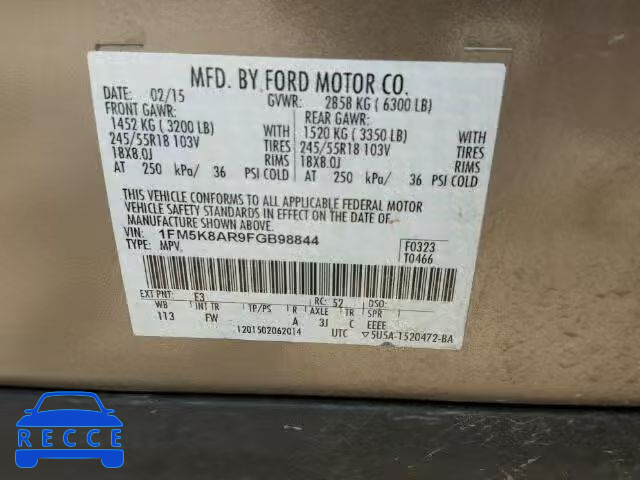 MFD. BY FORD MOTOR CO.
DATE: 02/15 GVWR: 2858 KG ( 6300 LB)
FRONT GAWR: REAR GAWR:
1452 KG ( 3200 LB) WITH 1520 KG ( 3350 LB) WITH
245/55R18 103V TIRES 245/55R18 103V TIRES
18X8.0J RIMS 18X8.0J RIMS
AT 250 kPa/ 36 PSI COLD AT 250 kPa/ 36 PSI COLD
THIS VEHICLE CONFORMS TO ALL APPLICABLE FEDERAL MOTOR
VEHICLE SAFETY STANDARDS IN EFFECT ON THE DATE OF
MANUFACTURE SHOWN ABOVE.
VIN: 1FM5K8AR9FGB98844 F0323
TYPE: MPV T0466
EXT PNT: E3 RC: 52 DSO:
WB INT TR TP/PS R AXLE TR SPR
113 FW A 3J C EEEE
1201502062014 UTC ▽5U5A-1520472-BA
RECCE